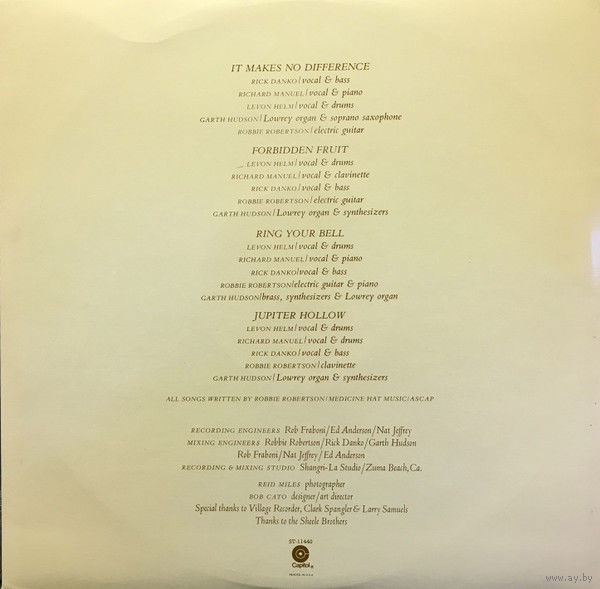 IT MAKES NO DIFFERENCE
RICK DANKO/vocal & bass
RICHARD MANUEL/vocal & piano
LEVON HELM/vocal & drums
GARTH HUDSON/Lowrey organ & soprano saxophone
ROBBIE ROBERTSON/electric guitar
FORBIDDEN FRUIT
LEVON HELM/vocal & drums
RICHARD MANUEL/vocal & clavinette
RICK DANKO/vocal & bass
ROBBIE ROBERTSON/electric guitar
GARTH HUDSON/Lowrey organ & synthesizers
RING YOUR BELL
LEVON HELM/vocal & drums
RICHARD MANUEL/vocal & piano
RICK DANKO/vocal & bass
ROBBIE ROBERTSON/electric guitar & piano
GARTH HUDSON/brass, synthesizers & Lowrey organ
JUPITER HOLLOW
LEVON HELM/vocal & drums
RICHARD MANUEL/vocal & drums
RICK DANKO/vocal & bass
ROBBIE ROBERTSON/clavinette
GARTH HUDSON/Lowrey organ & synthesizers
ALL SONGS WRITTEN BY ROBBIE ROBERTSON/MEDICINE HAT MUSIC/ASCAP
RECORDING ENGINEERS Rob Fraboni/Ed Anderson/Nat Jeffrey
MIXING ENGINEERS Robbie Robertson/Rick Danko/Garth Hudson
Rob Fraboni/Nat Jeffrey/Ed Anderson
RECORDING & MIXING STUDIO Shangri-La Studio/Zuma Beach, Ca.
REID MILES photographer
BOB CATO designer/art director
Special thanks to Village Recorder, Clark Spangler & Larry Samuels
Thanks to the Sheele Brothers
ST-11440
Capitol®
PRINTED IN U.S.A.
www.ay.by